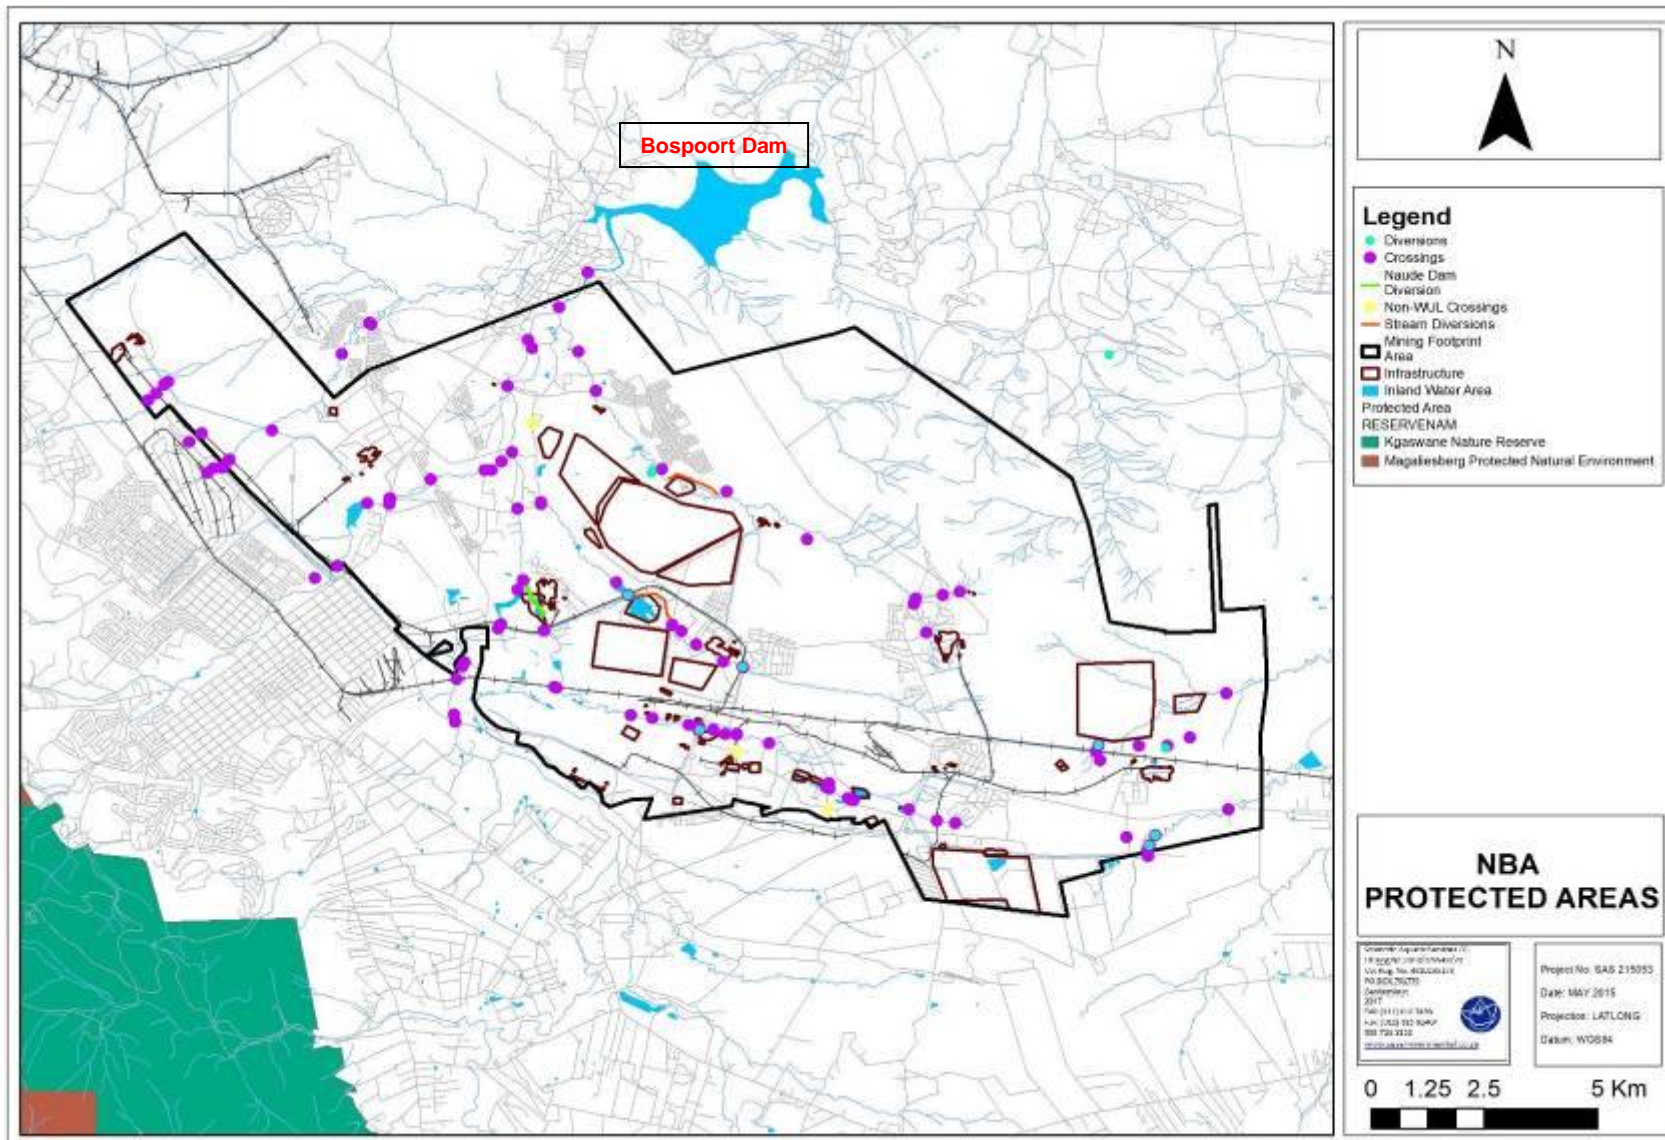 Bospoort Dam
N
Legend
Diversions
Crossings
Naude Dam
Diversion
Non-WUL Crossings
Stream Diversions
Mining Footprint
Area
Infrastructure
Inland Water Area
Protected Area
RESERVENAM
Kgaswane Nature Reserve
Magaliesberg Protected Natural Environment
NBA
PROTECTED AREAS
Project No: SAS 215093
Date: MAY 2015
Projection: LATLONG
Datum: WGS84
0 1.25 2.5 5 Km